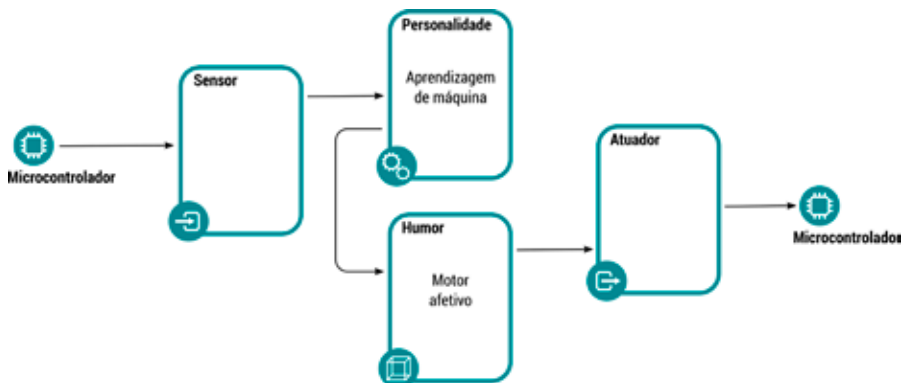 Microcontrolador
Sensor
Personalidade
Aprendizagem
de máquina
Humor
Motor
afetivo
Atuador
Microcontrolador